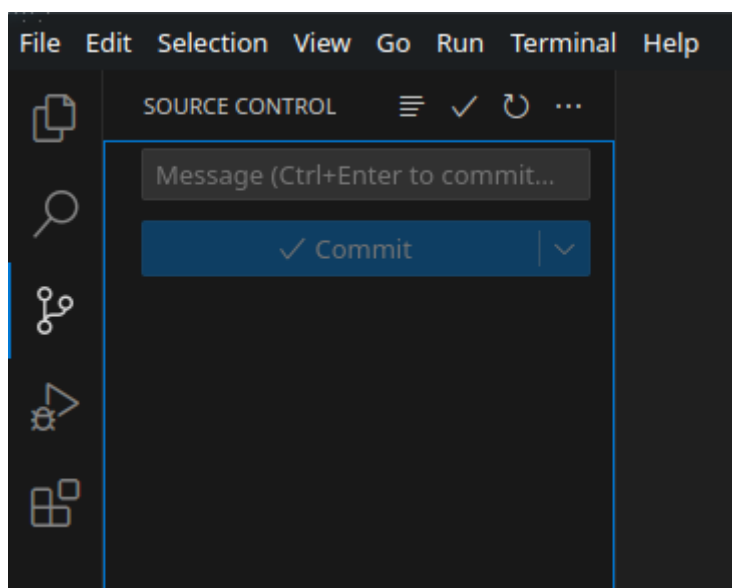 File Edit Selection View Go Run Terminal Help
SOURCE CONTROL
Message (Ctrl+Enter to commit...
Commit